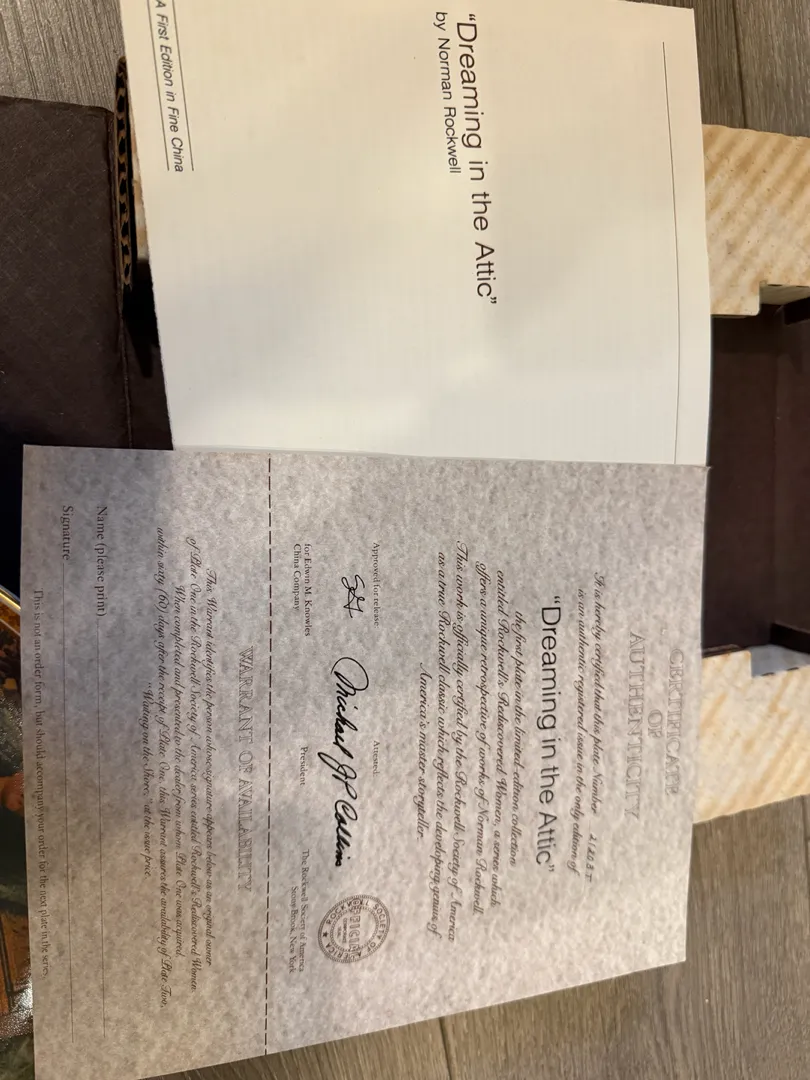 "Dreaming in the Attic"
by Norman Rockwell
A First Edition in Fine China
CERTIFICATE
OF
AUTHENTICITY
It is hereby certified that this plate Number
is an authentic registered issue in the only edition of
"Dreaming in the Attic"
the first plate in the limited-edition collection
entitled Rockwell's Rediscovered Women, a series which
offers a unique retrospective of works of Norman Rockwell.
This work is officially certified by the Rockwell Society of America
as a true Rockwell classic which reflects the developing genius of
America's master storyteller.
Approved for release: Attested:
Michael J P Collins
for Edwin M. Knowles President The Rockwell Society of America
China Company Stony Brook, New York
ROCKWELL SOCIETY OF AMERICA
OFFICIAL
WARRANT OF AVAILABILITY
This Warrant identifies the person whose signature appears below as an original owner
of Plate One in the Rockwell Society of America series entitled Rockwell's Rediscovered Women.
When completed and presented to the dealer from whom Plate One was acquired
within sixty (60) days after the receipt of Plate One, this Warrant assures the availability of Plate Two,
"Waiting on the Shore," at the issue price.
Name (please print)
Signature
This is not an order form, but should accompany your order for the next plate in the series.